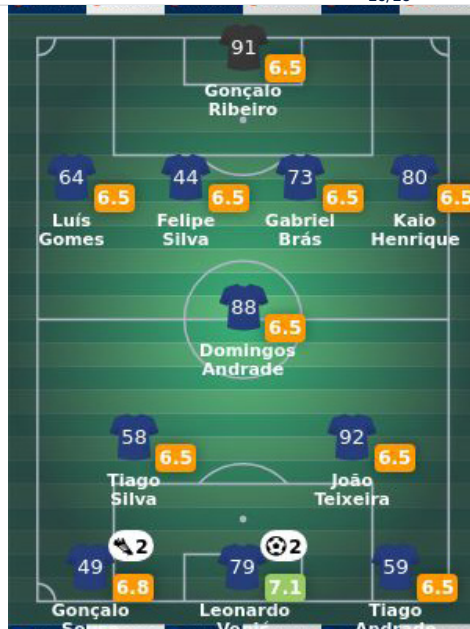 91
6.5
Gonçalo
Ribeiro
64 6.5 44 6.5 73 6.5 80 6.5
Luís Felipe Gabriel Kaio
Gomes Silva Brás Henrique
88
6.5
Domingos
Andrade
58 6.5 92 6.5
Tiago João
Silva Teixeira
2 2
49 6.8 79 7.1 59 6.5
Gonçalo Leonardo Tiago